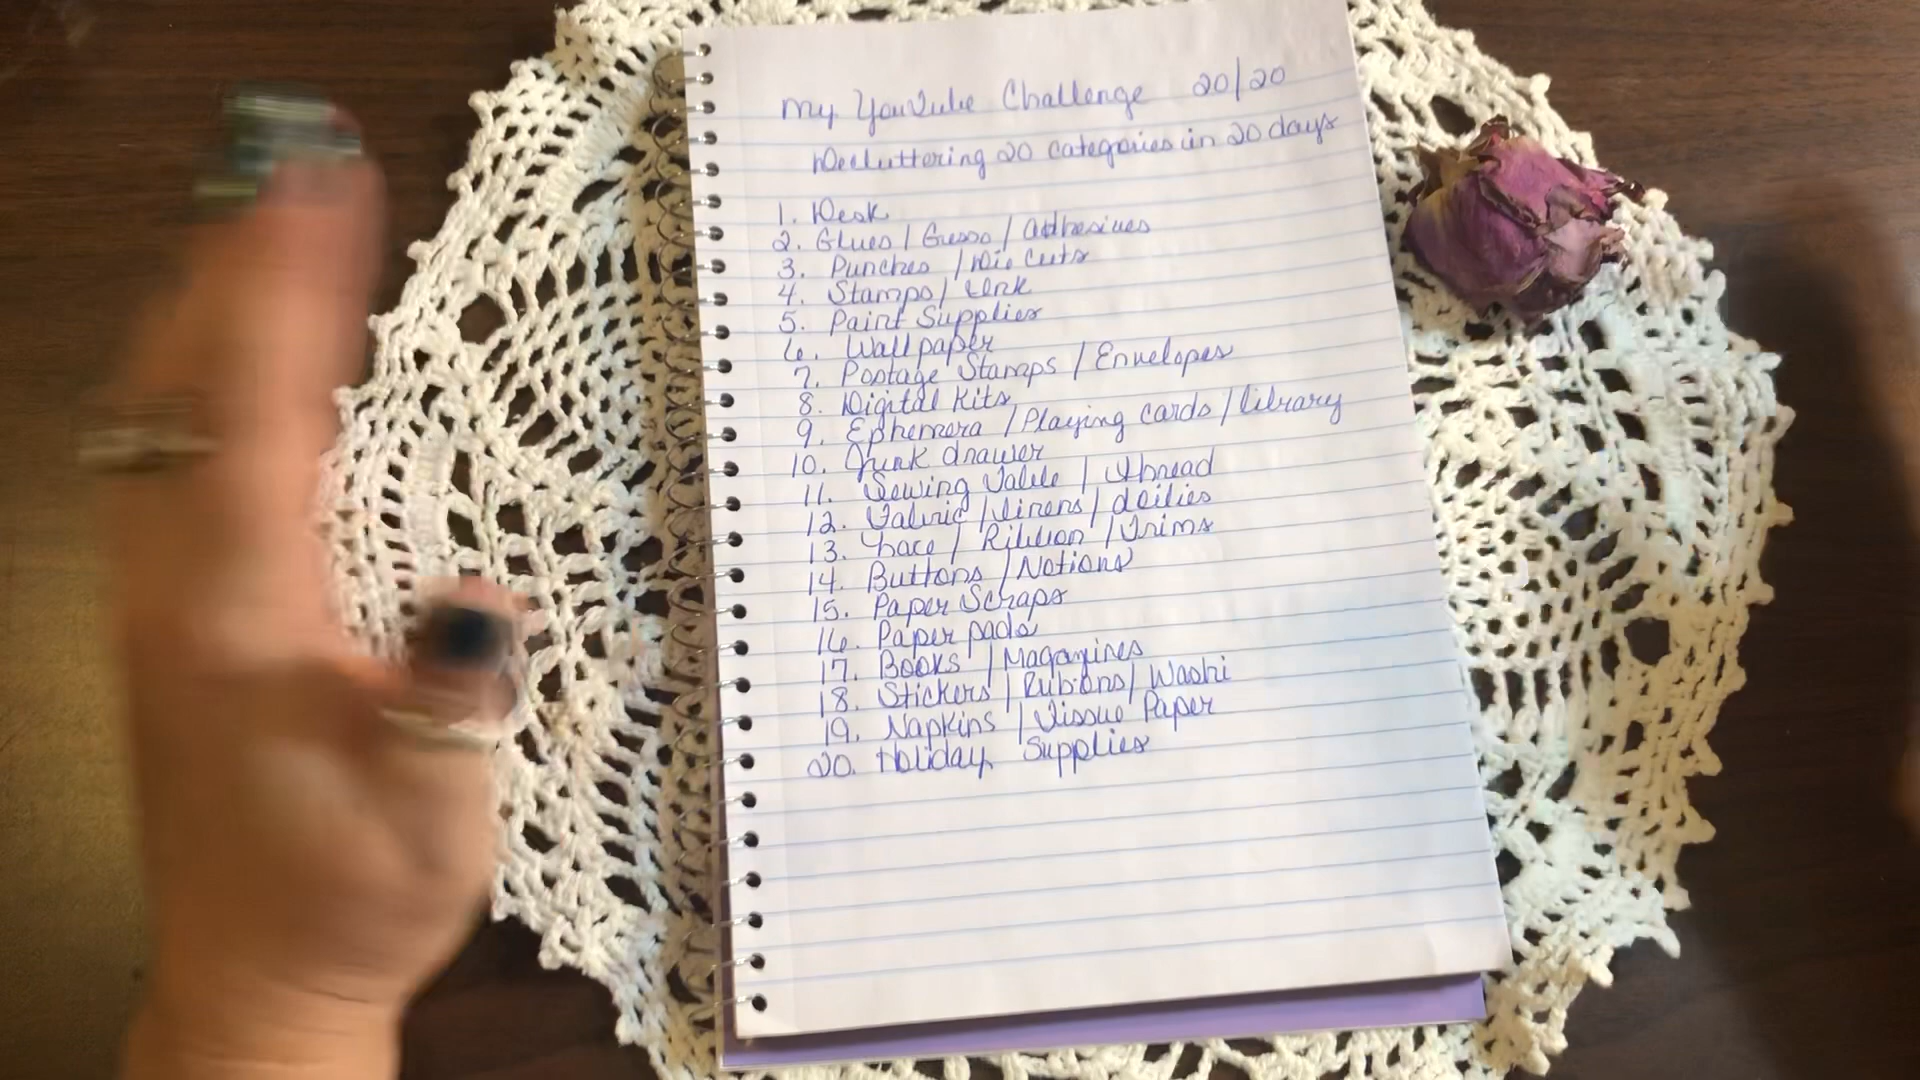 My YouTube Challenge 20/20
Decluttering 20 categories in 20 days
1. Desk
2. Glues / Gesso / Adhesives
3. Punches / Die Cuts
4. Stamps / Ink
5. Paint Supplies
6. Wallpaper
7. Postage Stamps / Envelopes
8. Digital Kits
9. Ephemera / Playing cards / library
10. Junk drawer
11. Sewing Table / Thread
12. Fabric / Linens / doilies
13. Lace / Ribbon / Trims
14. Buttons / Notions
15. Paper Scraps
16. Paper pads
17. Books / Magazines
18. Stickers / Rubons / Washi
19. Napkins / Tissue Paper
20. Holiday Supplies